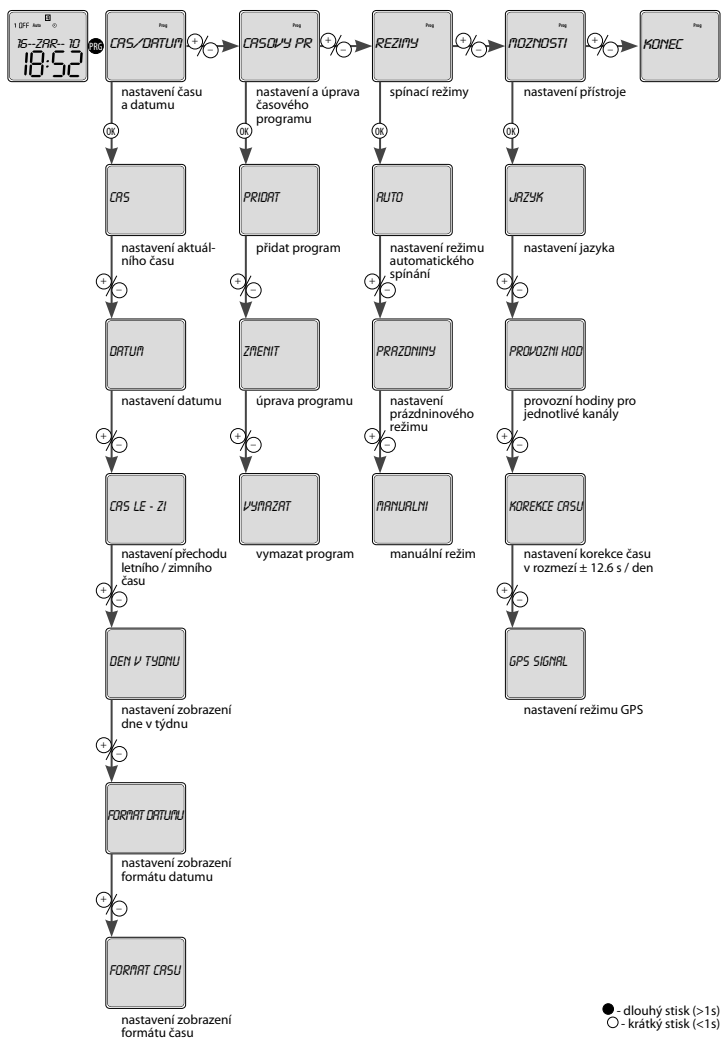 1 OFF Auto
16--ZAR-- 10
18:52
PRG
Prog
CAS/DATUM
+
-
Prog
CASOVY PR
+
-
Prog
REZIMY
+
-
Prog
MOZNOSTI
+
-
Prog
KONEC
nastavení času
a datumu
nastavení a úprava
časového
programu
spínací režimy
nastavení přístroje
OK
OK
OK
OK
CAS
PRIDAT
AUTO
JAZYK
nastavení aktuál-
ního času
přidat program
nastavení režimu
automatického
spínání
nastavení jazyka
+
-
+
-
+
-
+
-
DATUM
ZMENIT
PRAZDNINY
PROVOZNI HOD
nastavení datumu
úprava programu
nastavení
prázdninového
režimu
provozní hodiny pro
jednotlivé kanály
+
-
+
-
+
-
+
-
CAS LE - ZI
VYMAZAT
MANUALNI
KOREKCE CASU
nastavení přechodu
letního / zimního
času
vymazat program
manuální režim
nastavení korekce času
v rozmezí ± 12.6 s / den
+
-
+
-
DEN V TYDNU
GPS SIGNAL
nastavení zobrazení
dne v týdnu
nastavení režimu GPS
+
-
FORMAT DATUMU
nastavení zobrazení
formátu datumu
+
-
FORMAT CASU
nastavení zobrazení
formátu času
- dlouhý stisk (>1s)
- krátký stisk (<1s)